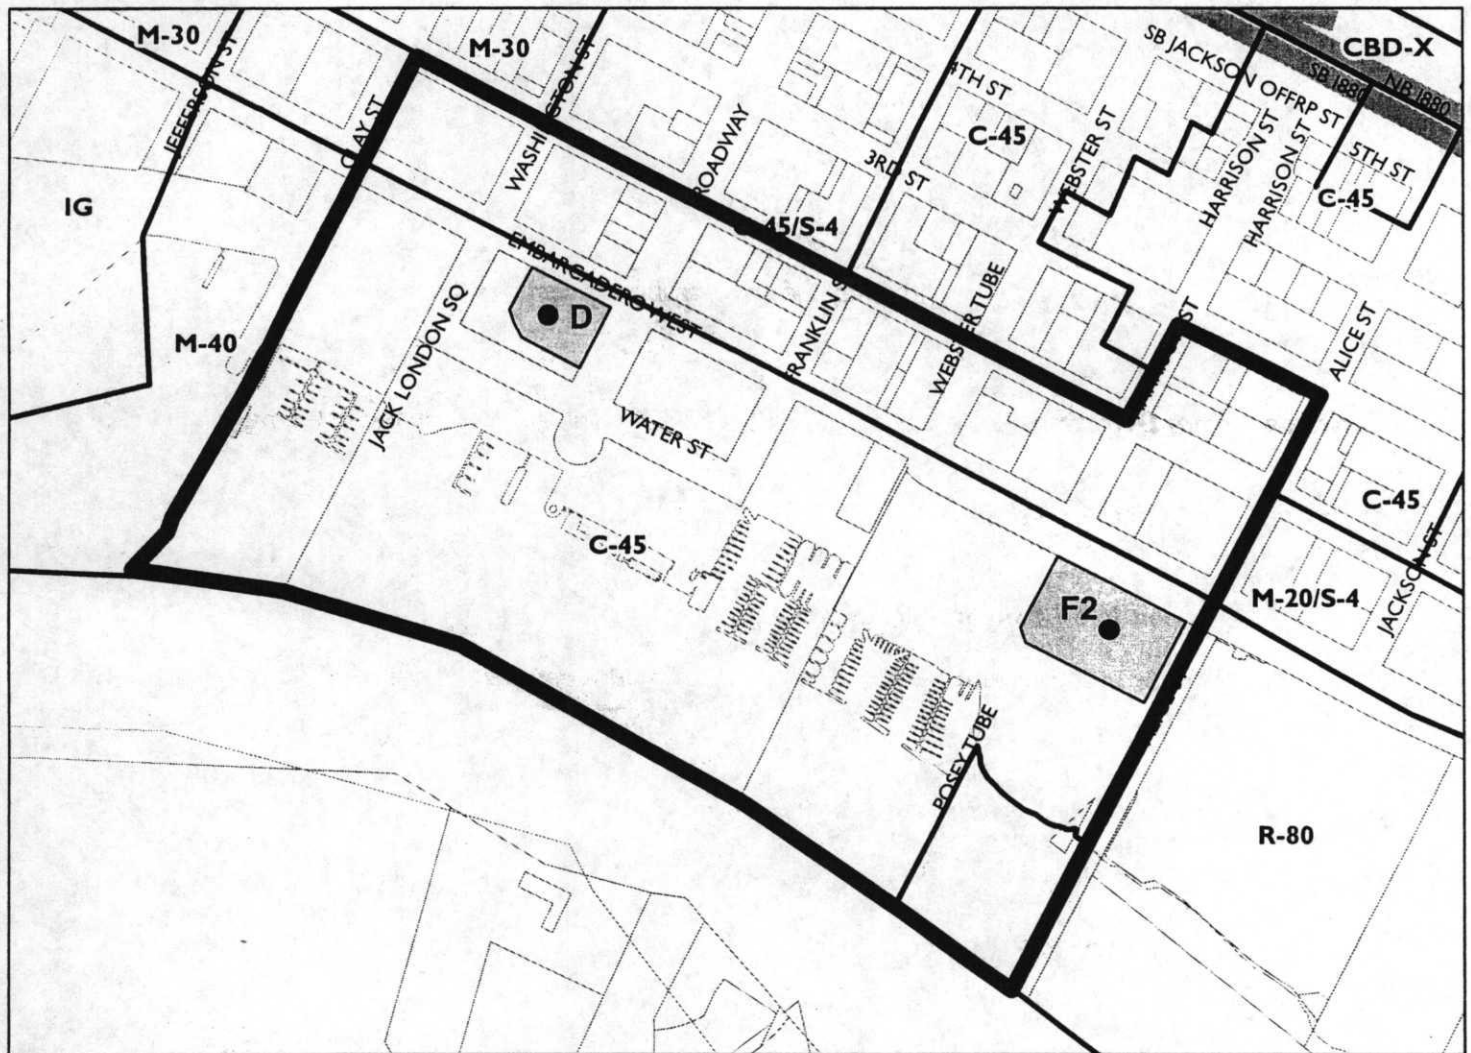 M-30
M-30
CBD-X
JEFFERSON ST
CLAY ST
WASHINGTON ST
SB JACKSON OFFRP ST
SB I880
NB I880
4TH ST
C-45
3RD ST
WEBSTER ST
HARRISON ST
HARRISON ST
5TH ST
C-45
IG
ROADWAY
45/S-4
EMBARCADERO WEST
M-40
D
JACK LONDON SQ
FRANKLIN S
WEBSTER TUBE
ST
ALICE ST
WATER ST
C-45
C-45
JACKSON ST
M-20/S-4
F2
POSEY TUBE
R-80